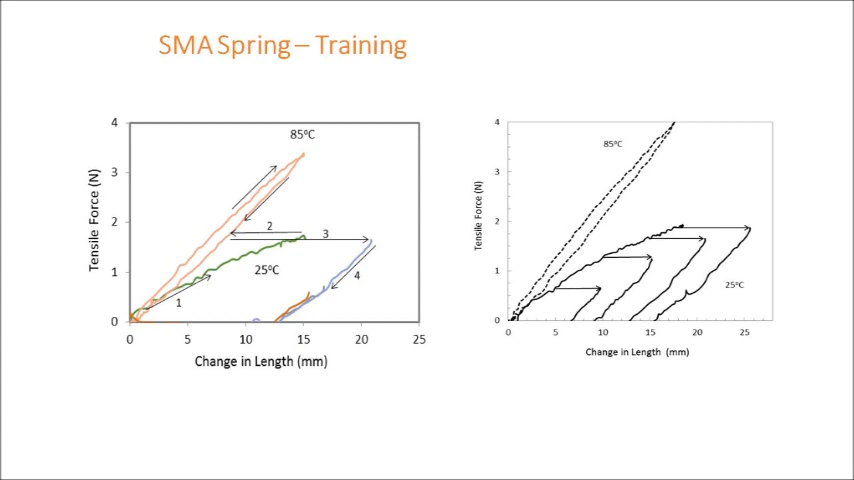 SMA Spring – Training
4
3
2
1
0
0
5
10
15
20
25
Tensile Force (N)
Change in Length (mm)
85ºC
2
3
25ºC
4
1
4
3
2
1
0
0
5
10
15
20
25
Tensile Force (N)
Change in Length (mm)
85ºC
25ºC